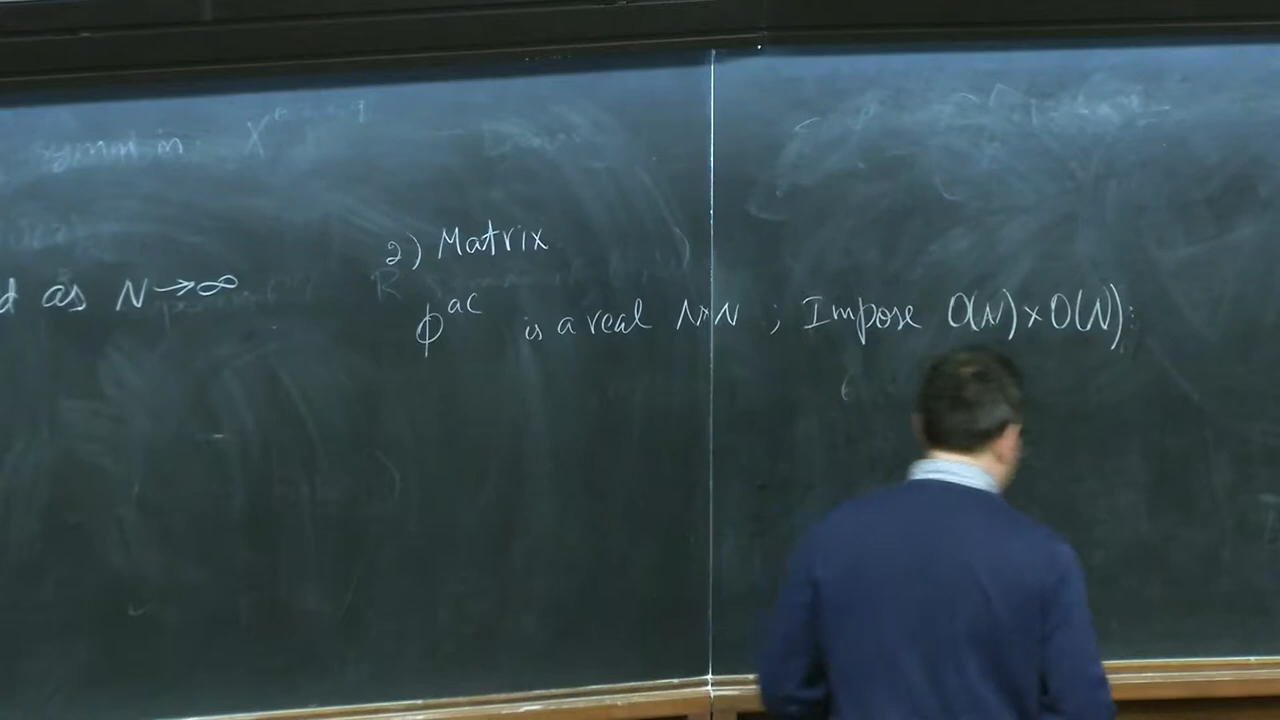 symm in X
d as N→∞
2) Matrix
ϕ^{ac} is a real N×N ; Impose O(N)×O(N):